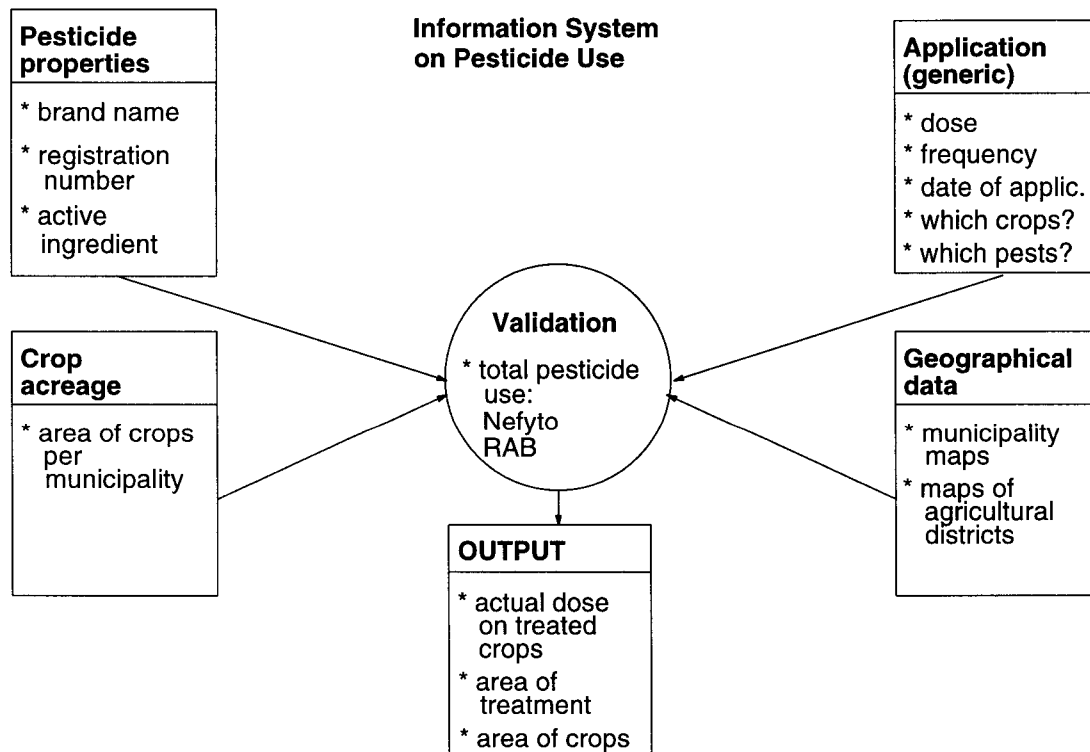 Information System
on Pesticide Use
Pesticide
properties
* brand name
* registration
number
* active
ingredient
Application
(generic)
* dose
* frequency
* date of applic.
* which crops?
* which pests?
Validation
* total pesticide
use:
Nefyto
RAB
Crop
acreage
* area of crops
per
municipality
Geographical
data
* municipality
maps
* maps of
agricultural
districts
OUTPUT
* actual dose
on treated
crops
* area of
treatment
* area of crops